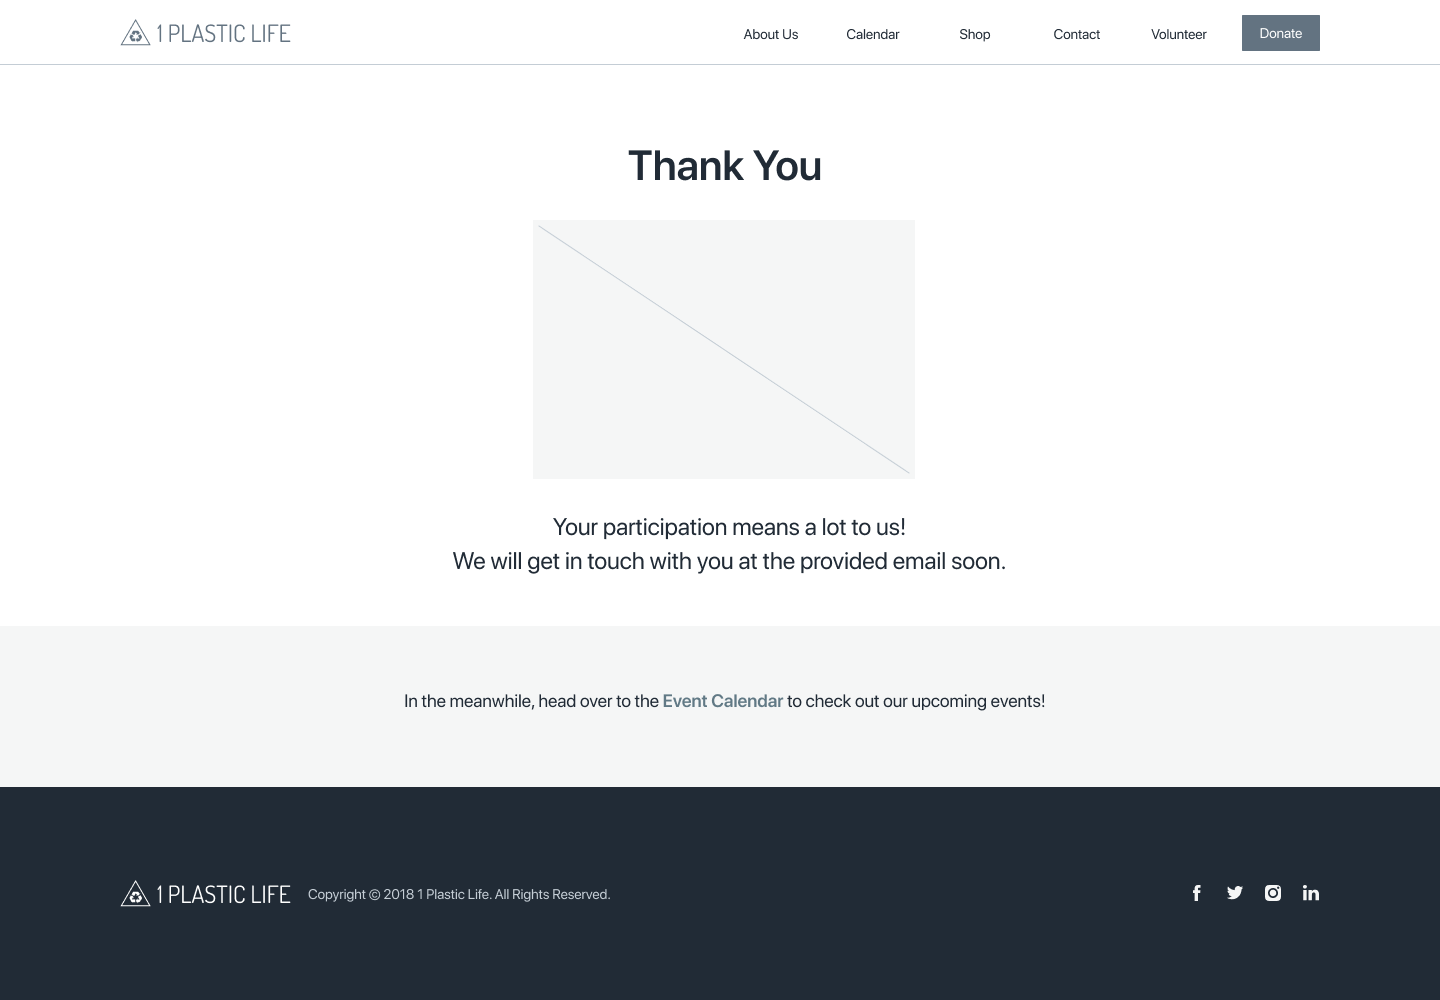 1 PLASTIC LIFE
About Us
Calendar
Shop
Contact
Volunteer
Donate
Thank You
Your participation means a lot to us!
We will get in touch with you at the provided email soon.
In the meanwhile, head over to the Event Calendar to check out our upcoming events!
1 PLASTIC LIFE
Copyright © 2018 1 Plastic Life. All Rights Reserved.